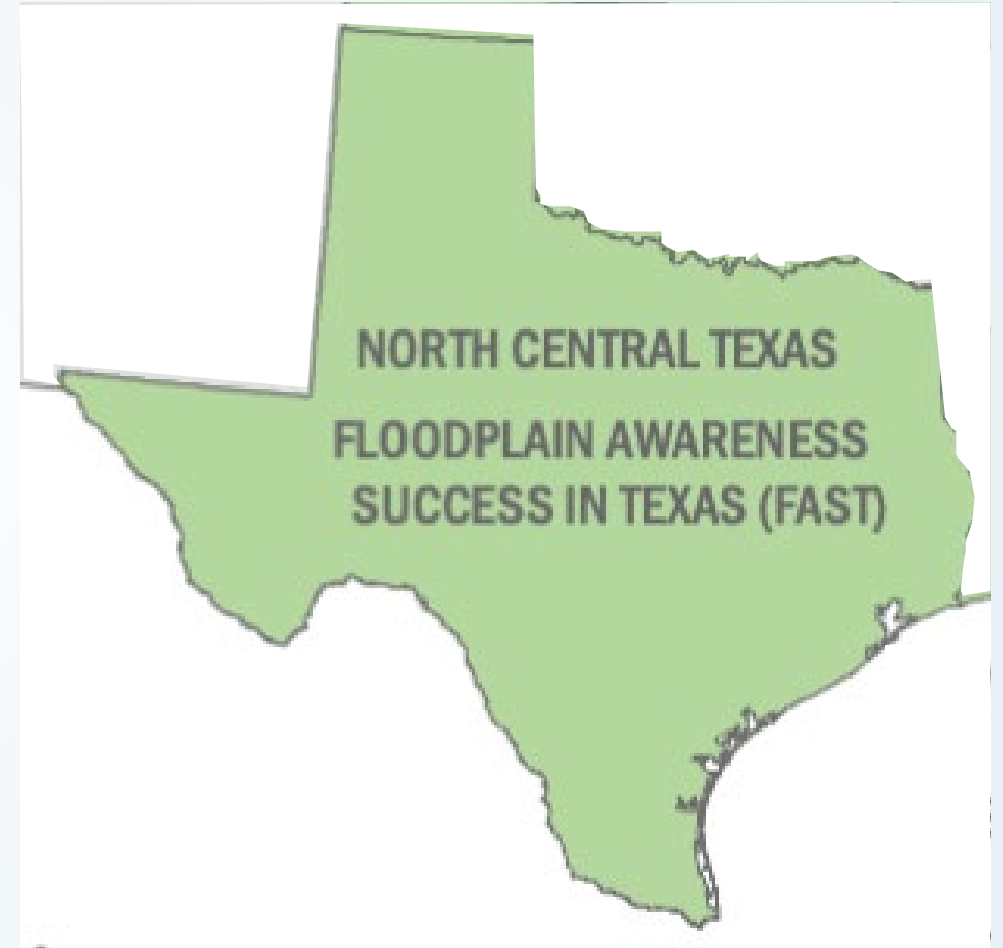 NORTH CENTRAL TEXAS
FLOODPLAIN AWARENESS
SUCCESS IN TEXAS (FAST)